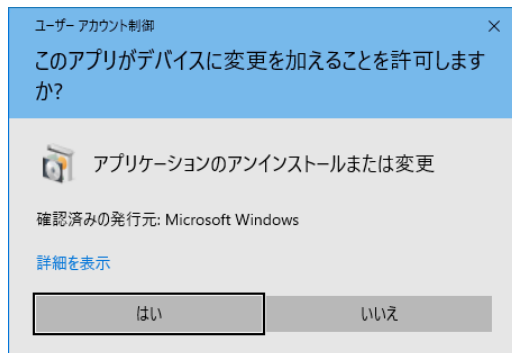 ユーザー アカウント制御
このアプリがデバイスに変更を加えることを許可します
か?
アプリケーションのアンインストールまたは変更
確認済みの発行元: Microsoft Windows
詳細を表示
はい
いいえ